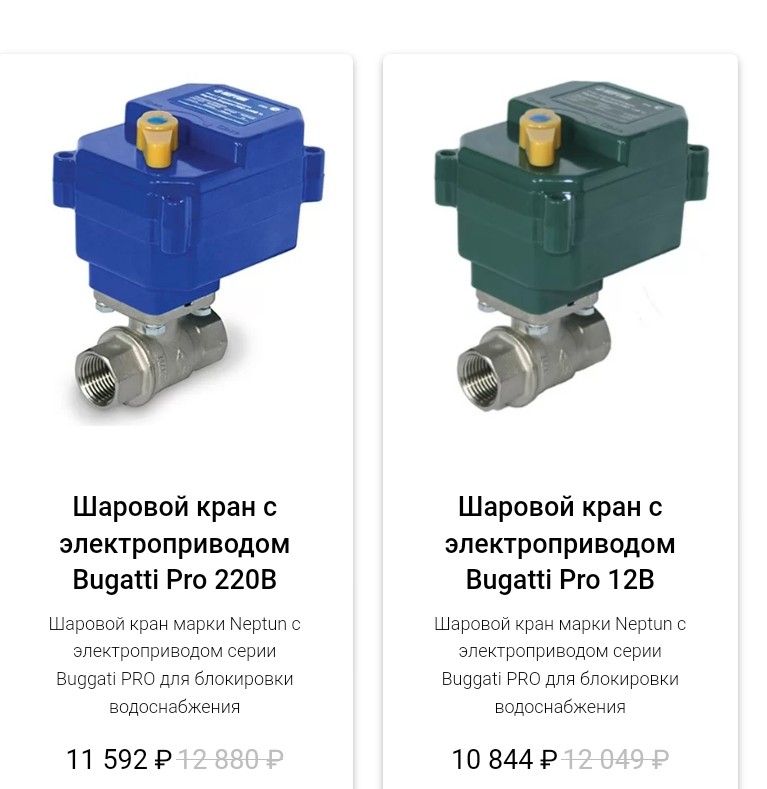 Шаровой кран с
электроприводом
Bugatti Pro 220В
Шаровой кран марки Neptun с
электроприводом серии
Buggati PRO для блокировки
водоснабжения
11 592 ₽ 12 880 ₽
Шаровой кран с
электроприводом
Bugatti Pro 12В
Шаровой кран марки Neptun с
электроприводом серии
Buggati PRO для блокировки
водоснабжения
10 844 ₽ 12 049 ₽